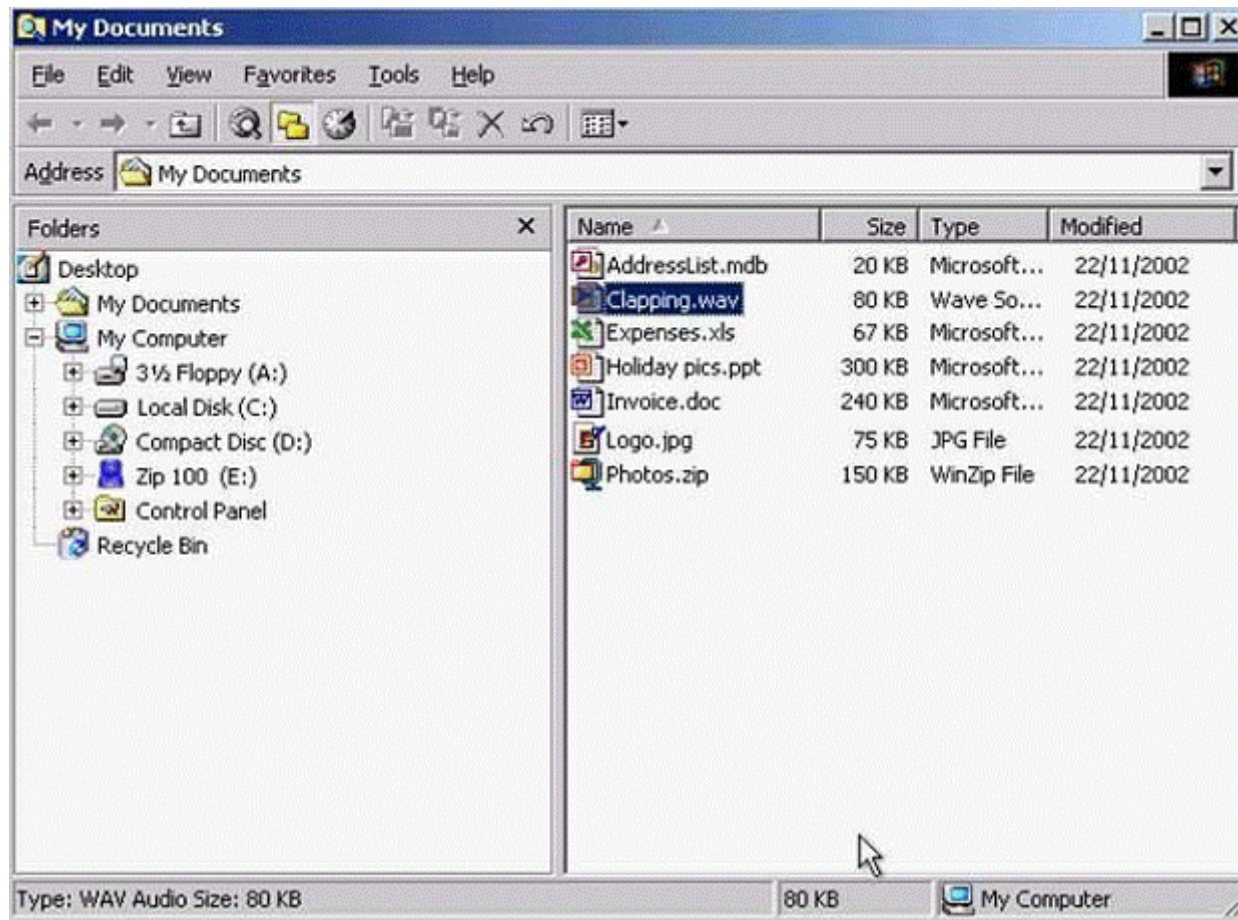 My Documents
File Edit View Favorites Tools Help
Address My Documents
Folders
Desktop
My Documents
My Computer
3½ Floppy (A:)
Local Disk (C:)
Compact Disc (D:)
Zip 100 (E:)
Control Panel
Recycle Bin
Name Size Type Modified
AddressList.mdb 20 KB Microsoft... 22/11/2002
Clapping.wav 80 KB Wave So... 22/11/2002
Expenses.xls 67 KB Microsoft... 22/11/2002
Holiday pics.ppt 300 KB Microsoft... 22/11/2002
Invoice.doc 240 KB Microsoft... 22/11/2002
Logo.jpg 75 KB JPG File 22/11/2002
Photos.zip 150 KB WinZip File 22/11/2002
Type: WAV Audio Size: 80 KB 80 KB My Computer